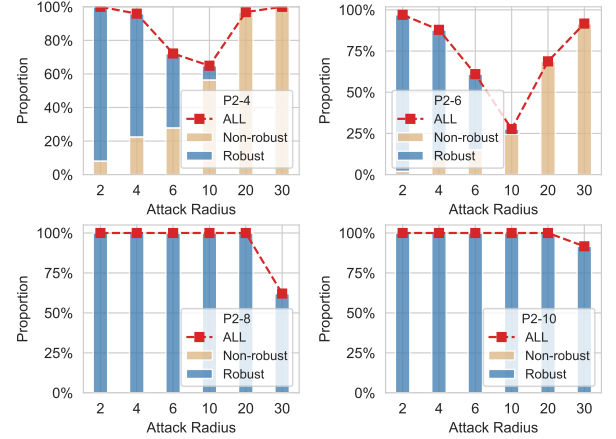 100%
80%
60%
40%
20%
0%
Proportion
P2-4
ALL
Non-robust
Robust
2 4 6 10 20 30
Attack Radius
100%
75%
50%
25%
0%
Proportion
P2-6
ALL
Non-robust
Robust
2 4 6 10 20 30
Attack Radius
100%
75%
50%
25%
0%
Proportion
P2-8
ALL
Non-robust
Robust
2 4 6 10 20 30
Attack Radius
100%
75%
50%
25%
0%
Proportion
P2-10
ALL
Non-robust
Robust
2 4 6 10 20 30
Attack Radius